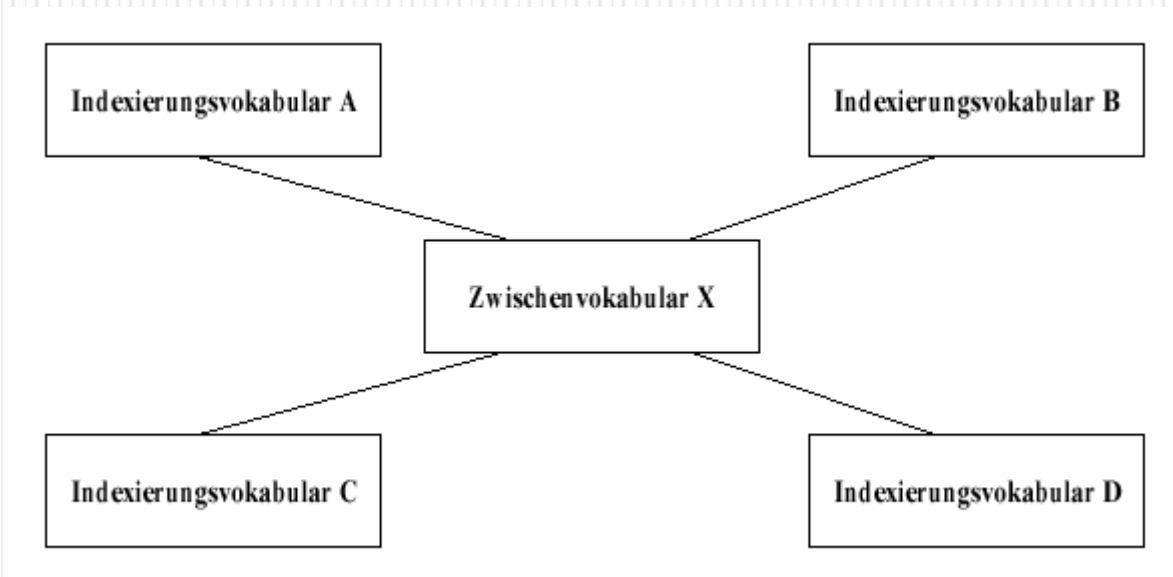 Indexierungsvokabular A
Indexierungsvokabular B
Zwischenvokabular X
Indexierungsvokabular C
Indexierungsvokabular D